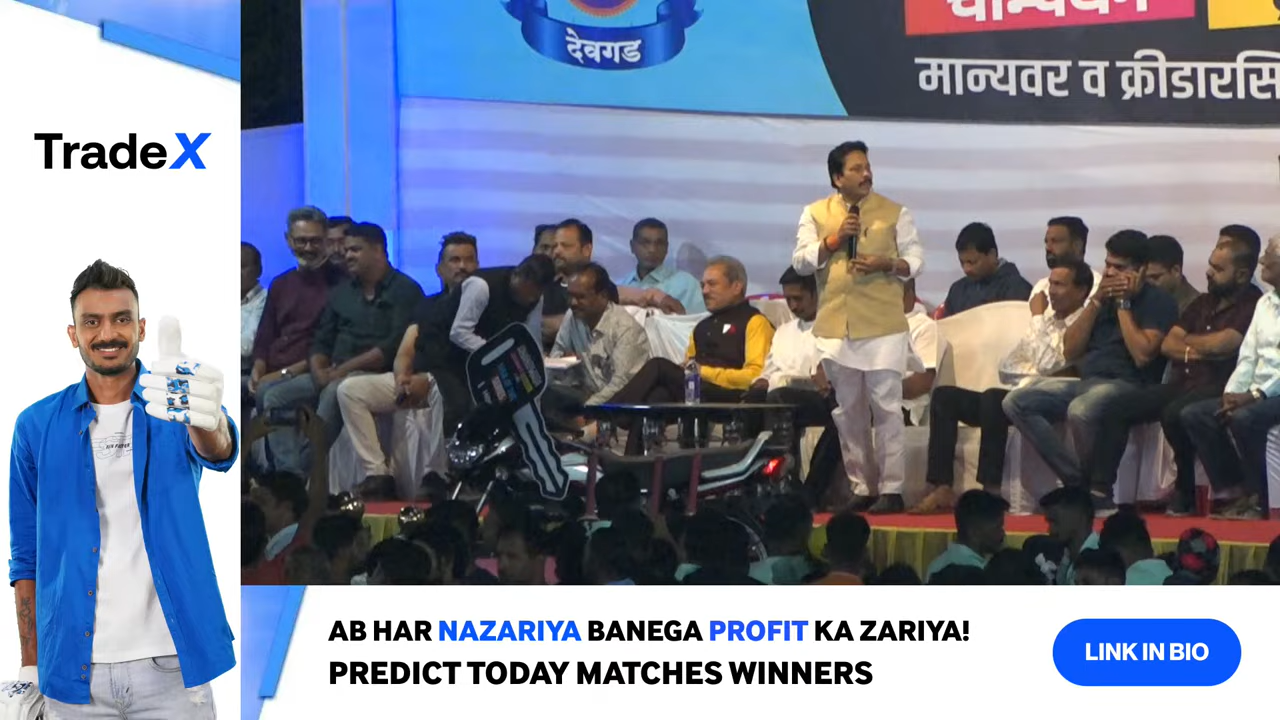 TradeX
देवगड
मान्यवर व क्रीडारसि
AB HAR NAZARIYA BANEGA PROFIT KA ZARIYA!
PREDICT TODAY MATCHES WINNERS
LINK IN BIO